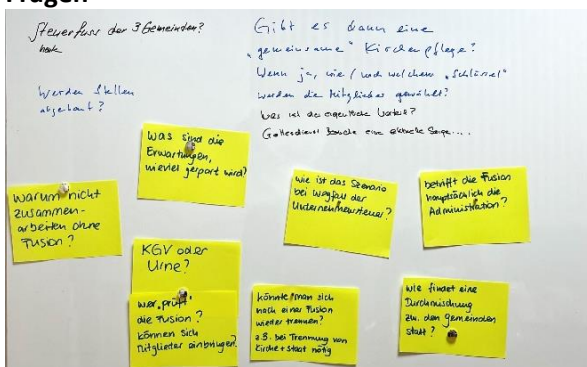 Fragen
Steuerfuss der 3 Gemeinden?
heute
Werden Stellen
abgebaut?
Gibt es dann eine
"gemeinsame" Kirchenpflege?
Wenn ja, wie / nach welchem "Schlüssel"
werden die Mitglieder gewählt?
Was ist der eigentliche Vorteil?
Gottesdienst Besuche eine aktuelle Sorge....
Was sind die
Erwartungen,
wieviel gespart wird?
warum nicht
zusammen-
arbeiten ohne
Fusion?
KGV oder
Urne?
wer "prüft"
die Fusion?
können sich
Mitglieder einbringen?
wie ist das Szenario
bei Wegfall der
Unternehmenssteuer?
betrifft die Fusion
hauptsächlich die
Administration?
könnte man sich
nach einer Fusion
wieder trennen?
z.B. bei Trennung von
Kirche + Staat nötig
wie findet eine
Durchmischung
zw. den Gemeinden
statt?